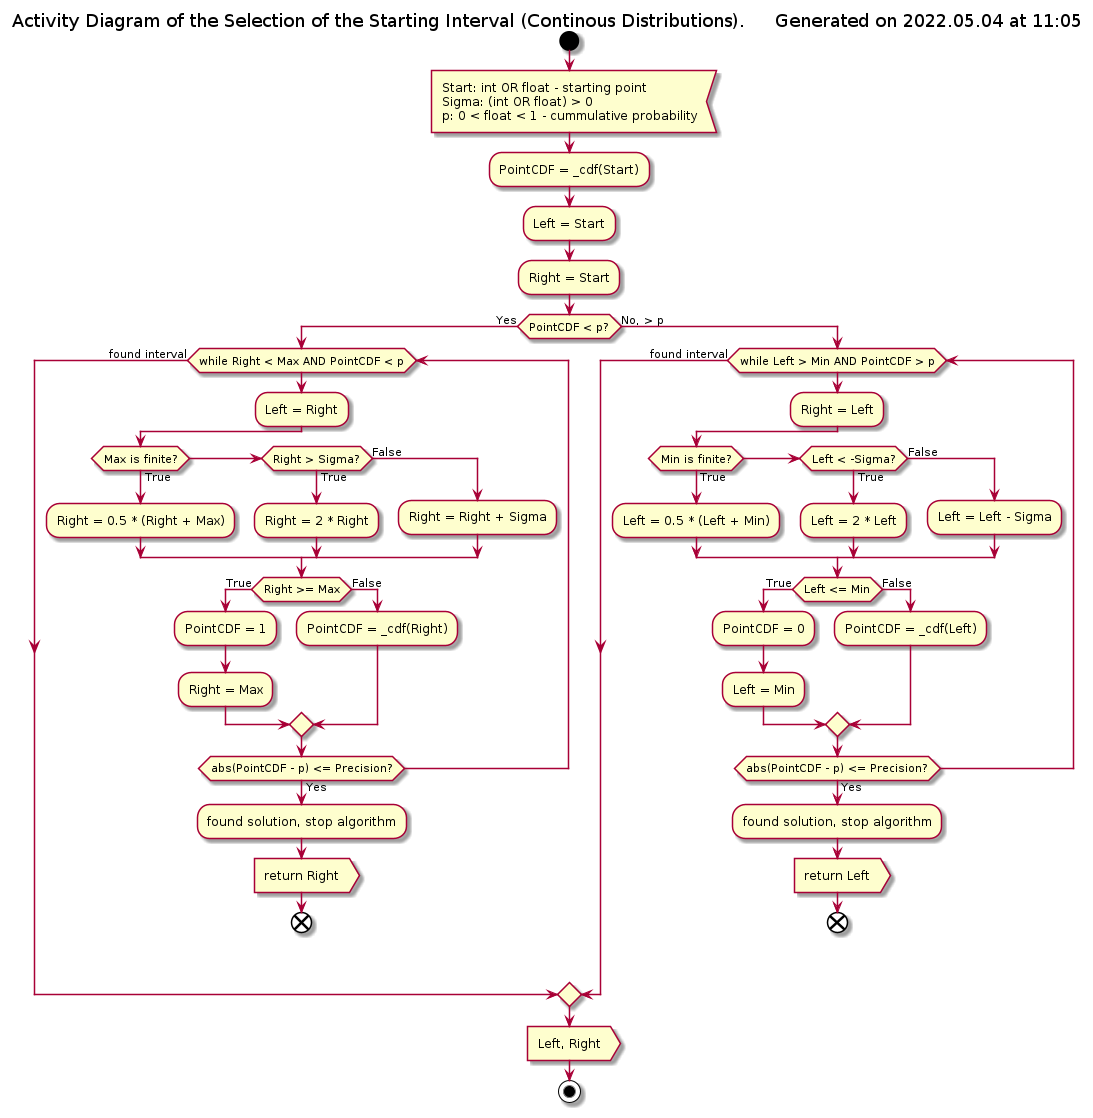 Activity Diagram of the Selection of the Starting Interval (Continous Distributions). Generated on 2022.05.04 at 11:05
Start: int OR float - starting point
Sigma: (int OR float) > 0
p: 0 < float < 1 - cummulative probability
PointCDF = _cdf(Start)
Left = Start
Right = Start
Yes
PointCDF < p?
No, > p
found interval
while Right < Max AND PointCDF < p
Left = Right
Max is finite?
True
Right > Sigma?
True
False
Right = 0.5 * (Right + Max)
Right = 2 * Right
Right = Right + Sigma
True
Right >= Max
False
PointCDF = 1
PointCDF = _cdf(Right)
Right = Max
abs(PointCDF - p) <= Precision?
Yes
found solution, stop algorithm
return Right
found interval
while Left > Min AND PointCDF > p
Right = Left
Min is finite?
True
Left < -Sigma?
True
False
Left = 0.5 * (Left + Min)
Left = 2 * Left
Left = Left - Sigma
True
Left <= Min
False
PointCDF = 0
PointCDF = _cdf(Left)
Left = Min
abs(PointCDF - p) <= Precision?
Yes
found solution, stop algorithm
return Left
Left, Right